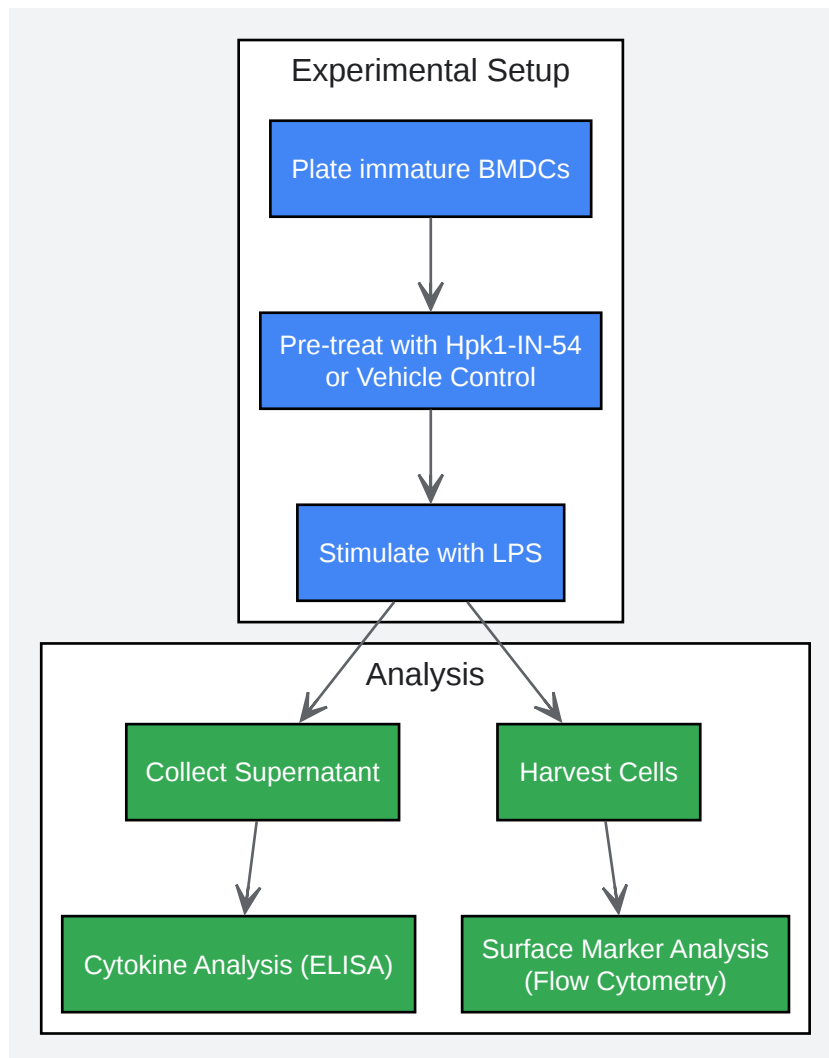 Experimental Setup
Plate immature BMDCs
Pre-treat with Hpk1-IN-54
or Vehicle Control
Stimulate with LPS
Analysis
Collect Supernatant
Harvest Cells
Cytokine Analysis (ELISA)
Surface Marker Analysis
(Flow Cytometry)